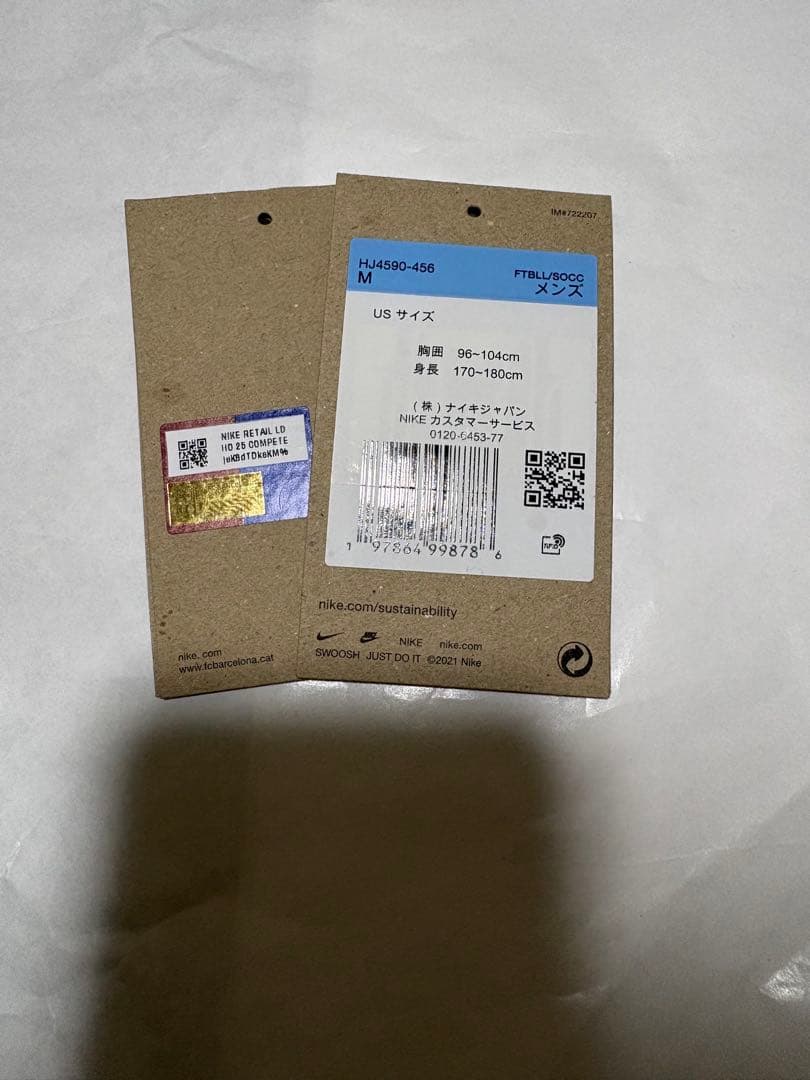 NIKE RETAIL LD
HO 25 COMPETE
nike. com
www.fcbarcelona.cat
IM#722207
HJ4590-456
M
FTBLL/SOCC
メンズ
US サイズ
胸囲 96~104cm
身長 170~180cm
(株)ナイキジャパン
NIKE カスタマーサービス
0120-6453-77
1 97864 99878 6
RFID
nike.com/sustainability
NIKE nike.com
SWOOSH JUST DO IT ©2021 Nike